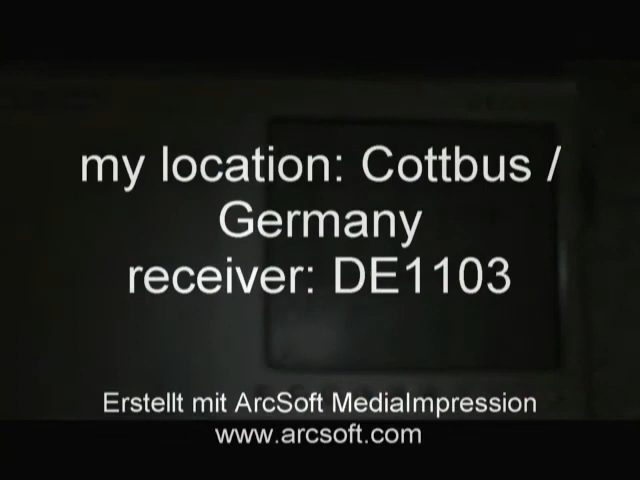 my location: Cottbus /
Germany
receiver: DE1103
Erstellt mit ArcSoft MediaImpression
www.arcsoft.com